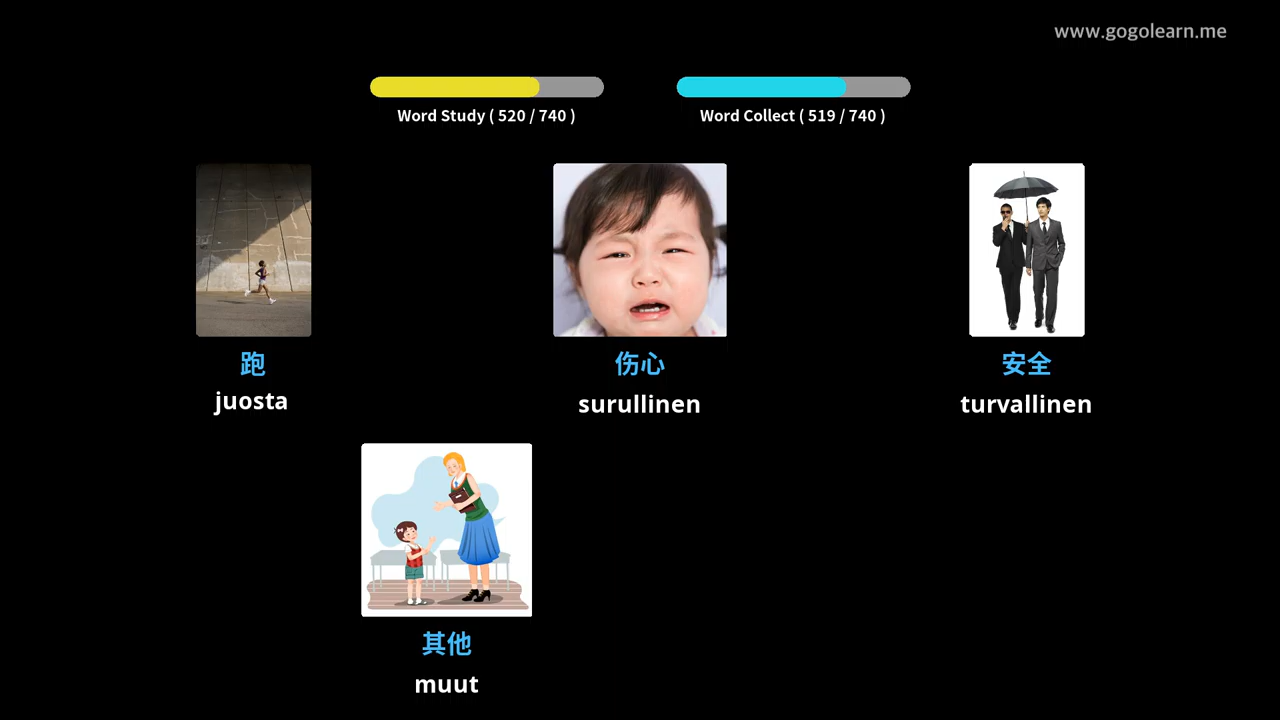 www.gogolearn.me
Word Study ( 520 / 740 )
Word Collect ( 519 / 740 )
跑
juosta
伤心
surullinen
安全
turvallinen
其他
muut